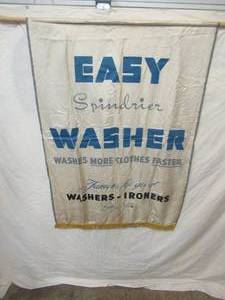 EASY
Spindrier
WASHER
WASHES MORE CLOTHES FASTER
WASHERS - IRONERS